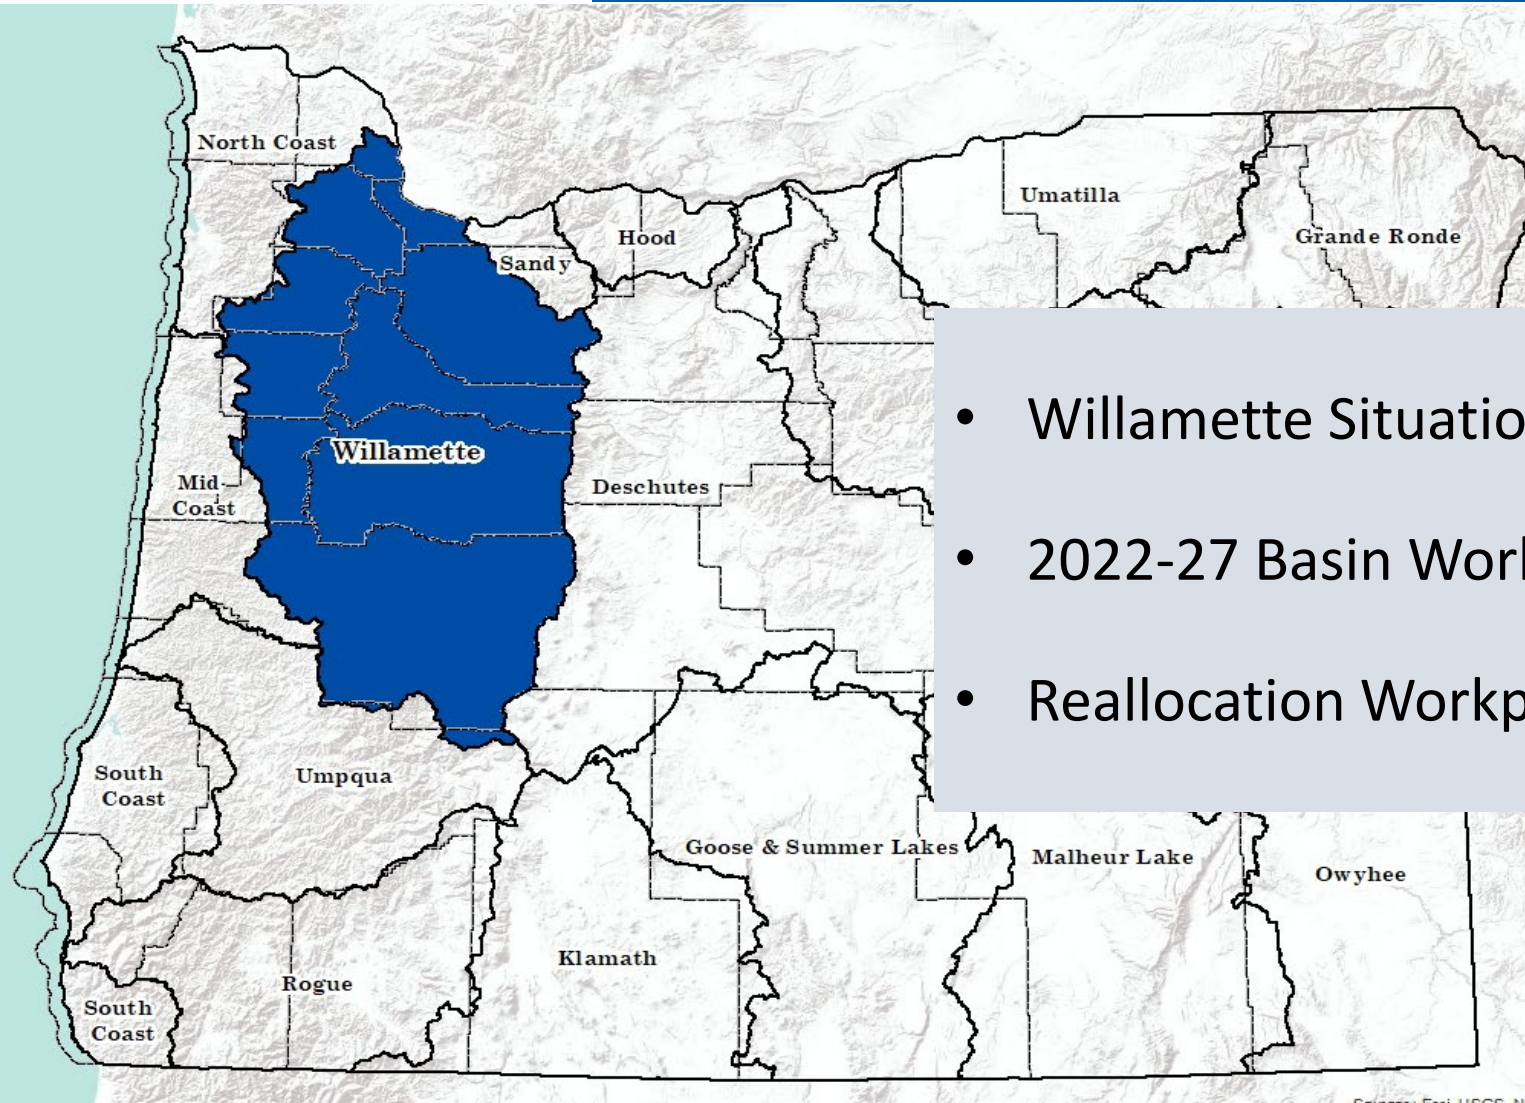 North Coast
Umatilla
Hood
Grande Ronde
Sandy
Willamette
Mid
Coast
Deschutes
• Willamette Situatio
• 2022-27 Basin Worl
• Reallocation Workp
South
Coast
Umpqua
Goose & Summer Lakes
Malheur Lake
Owyhee
Klamath
Rogue
South
Coast